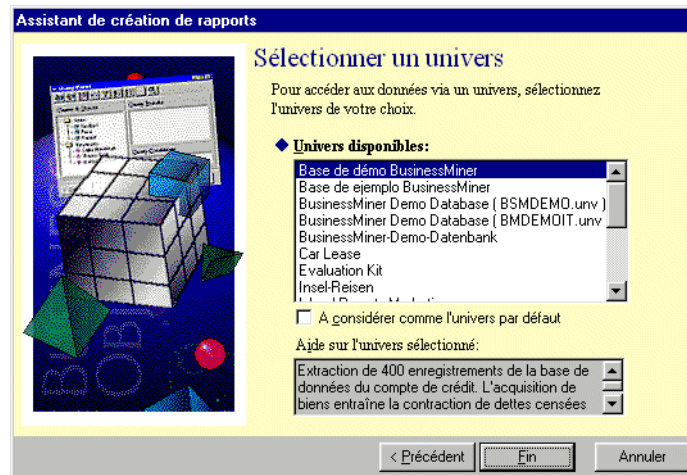 Assistant de création de rapports
Sélectionner un univers
Pour accéder aux données via un univers, sélectionnez
l'univers de votre choix.
Univers disponibles:
Base de démo BusinessMiner
Base de ejemplo BusinessMiner
BusinessMiner Demo Database ( BSMDEMO.unv )
BusinessMiner Demo Database ( BMDEMOIT.unv
BusinessMiner-Demo-Datenbank
Car Lease
Evaluation Kit
Insel-Reisen
A considérer comme l'univers par défaut
Aide sur l'univers sélectionné:
Extraction de 400 enregistrements de la base de
données du compte de crédit. L'acquisition de
biens entraîne la contraction de dettes censées
< Précédent
Fin
Annuler